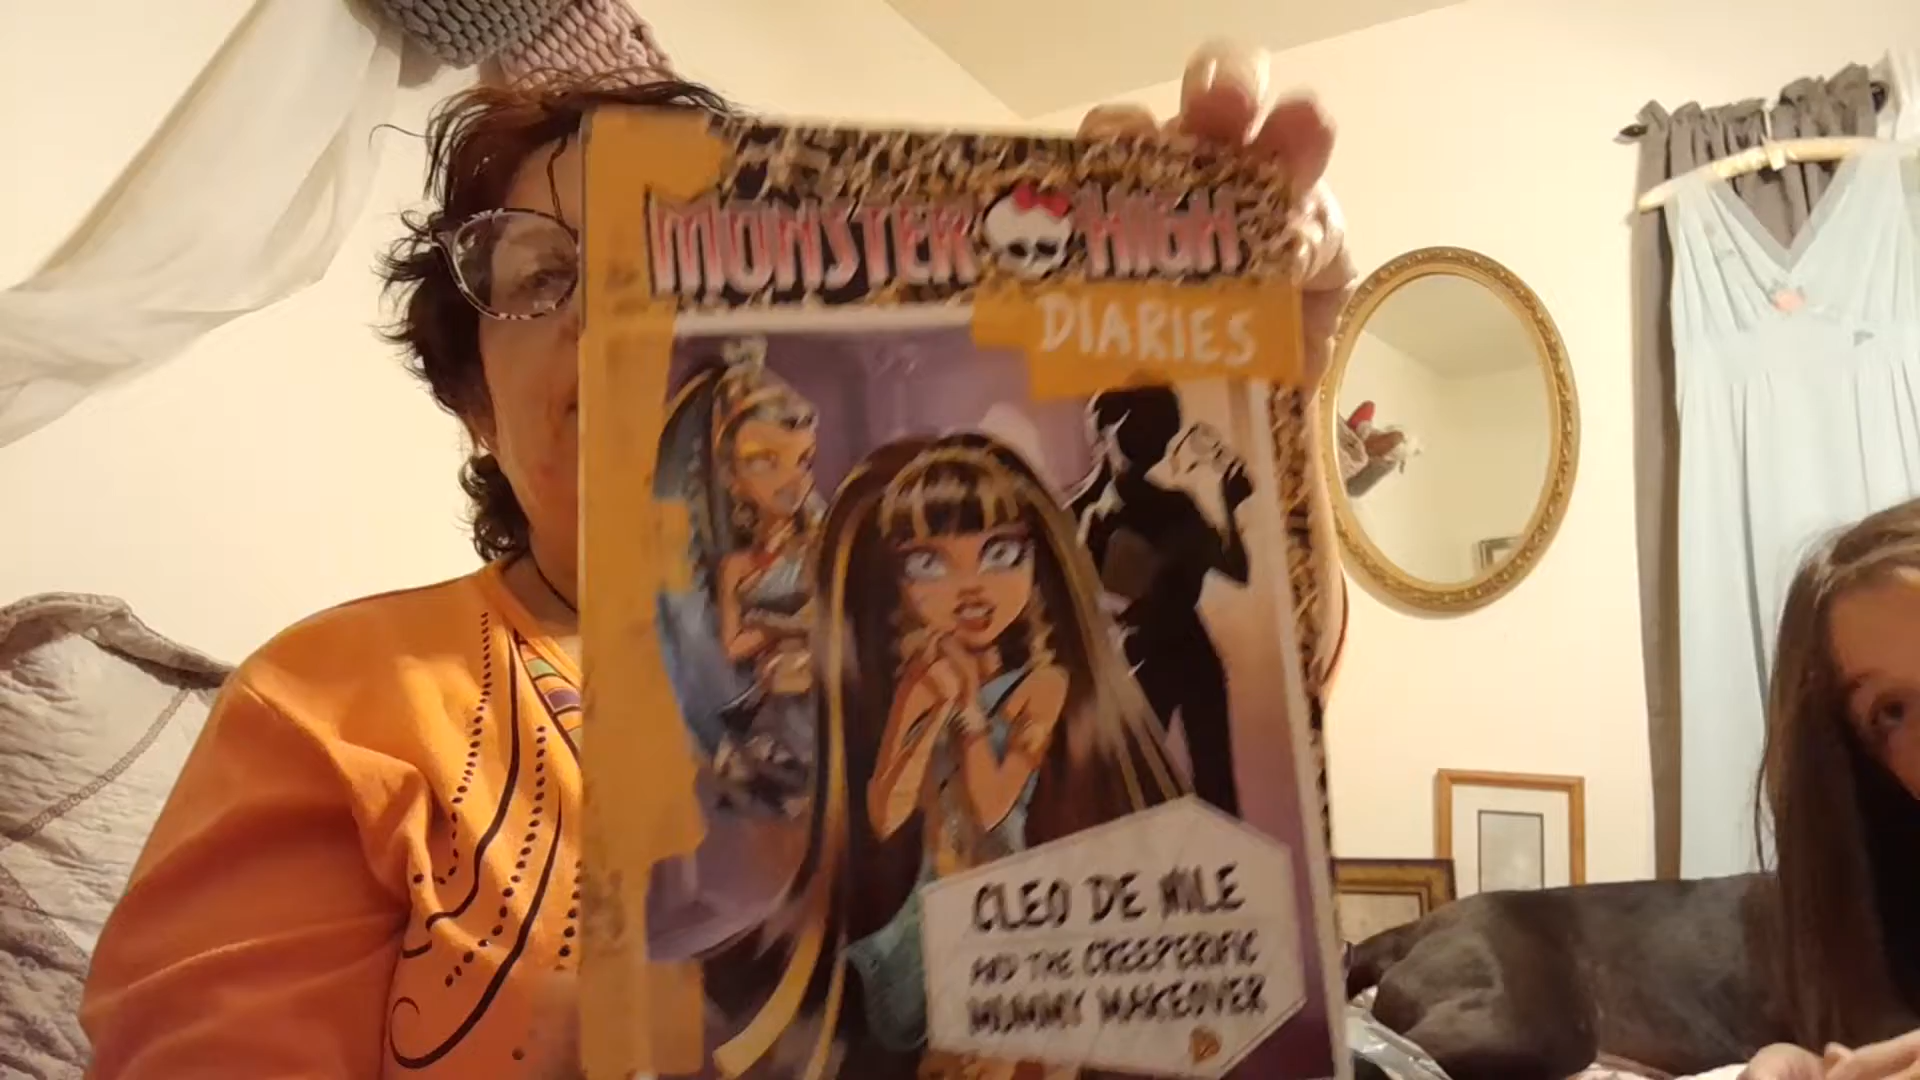 MONSTER HIGH
DIARIES
CLEO DE NILE
AND THE CREEPERIFIC
MUMMY MAKEOVER